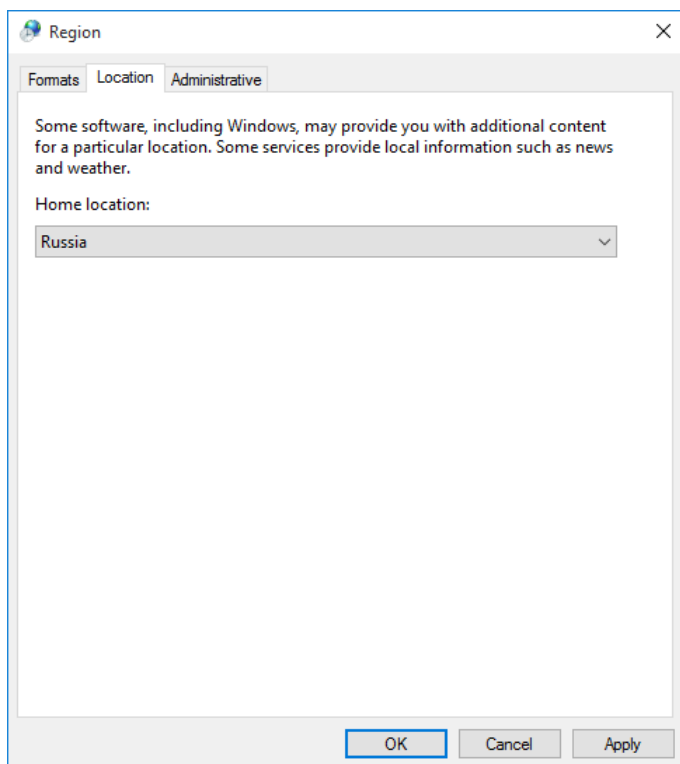 Region
Formats Location Administrative
Some software, including Windows, may provide you with additional content
for a particular location. Some services provide local information such as news
and weather.
Home location:
Russia
OK Cancel Apply